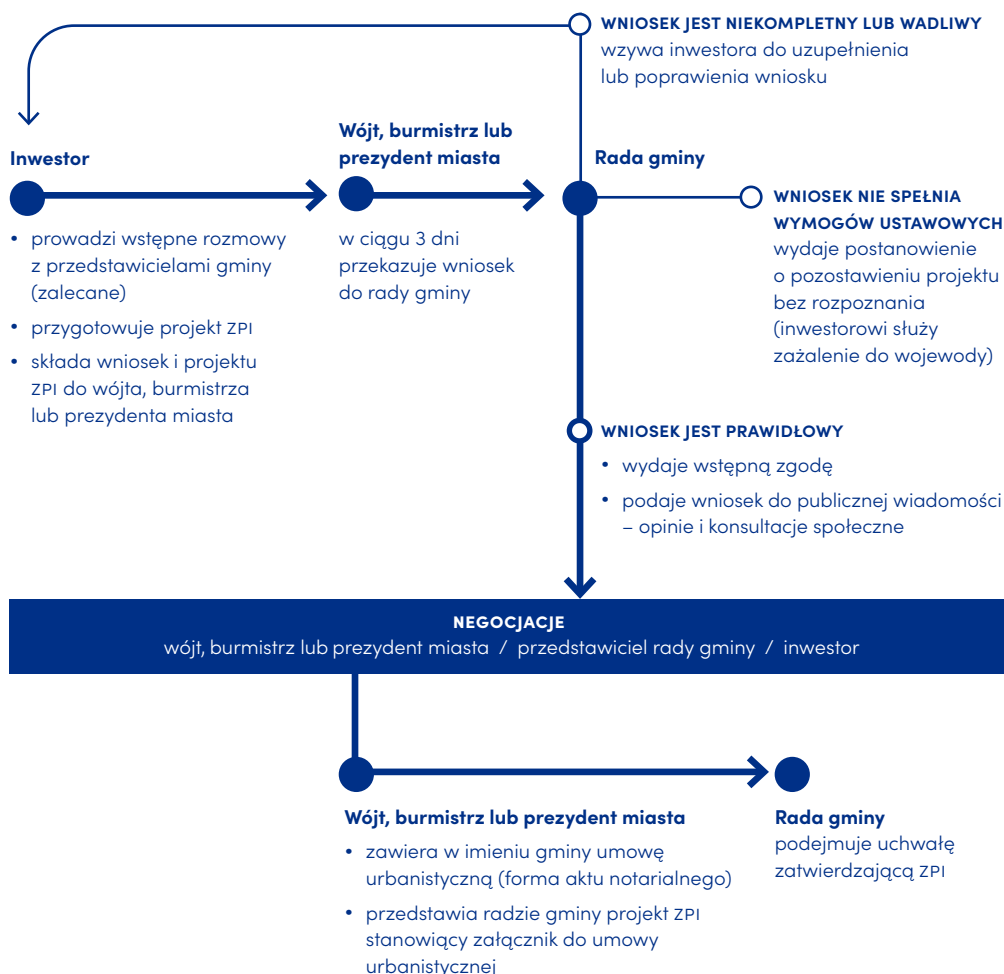 WNIOSEK JEST NIEKOMPLETNY LUB WADLIWY
wzywa inwestora do uzupełnienia
lub poprawienia wniosku
Inwestor
• prowadzi wstępne rozmowy
z przedstawicielami gminy
(zalecane)
• przygotowuje projekt ZPI
• składa wniosek i projektu
ZPI do wójta, burmistrza
lub prezydenta miasta
Wójt, burmistrz lub
prezydent miasta
w ciągu 3 dni
przekazuje wniosek
do rady gminy
Rada gminy
WNIOSEK NIE SPEŁNIA
WYMOGÓW USTAWOWYCH
wydaje postanowienie
o pozostawieniu projektu
bez rozpoznania
(inwestorowi służy
zażalenie do wojewody)
WNIOSEK JEST PRAWIDŁOWY
• wydaje wstępną zgodę
• podaje wniosek do publicznej wiadomości
– opinie i konsultacje społeczne
NEGOCJACJE
wójt, burmistrz lub prezydent miasta / przedstawiciel rady gminy / inwestor
Wójt, burmistrz lub prezydent miasta
• zawiera w imieniu gminy umowę
urbanistyczną (forma aktu notarialnego)
• przedstawia radzie gminy projekt ZPI
stanowiący załącznik do umowy
urbanistycznej
Rada gminy
podejmuje uchwałę
zatwierdzającą ZPI